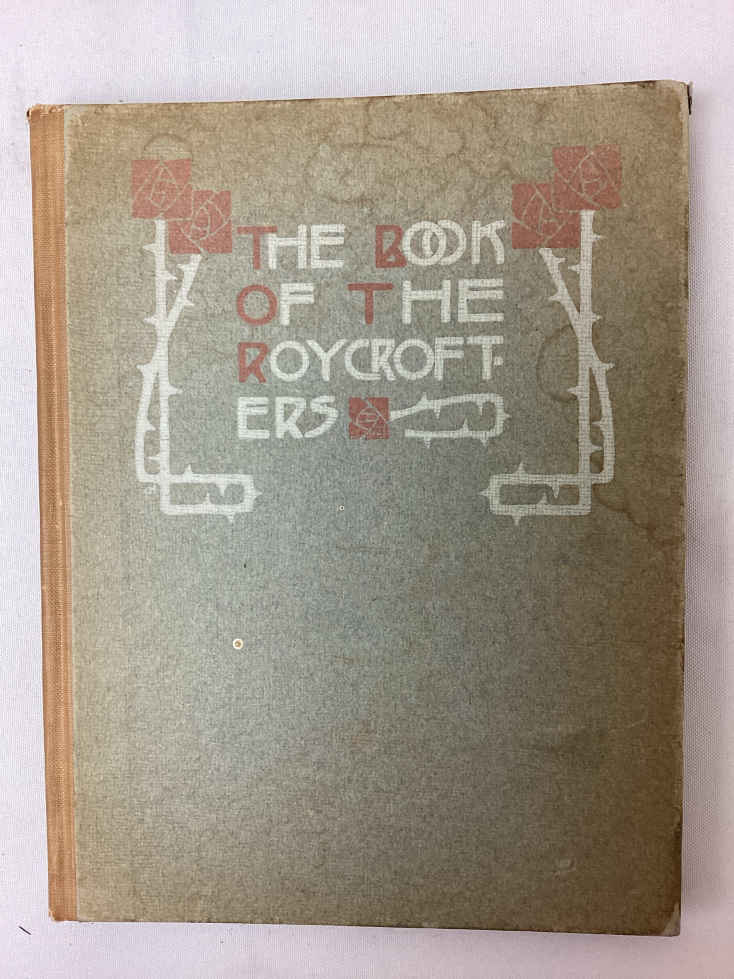 THE BOOK
OF THE
ROYCROFT-
ERS